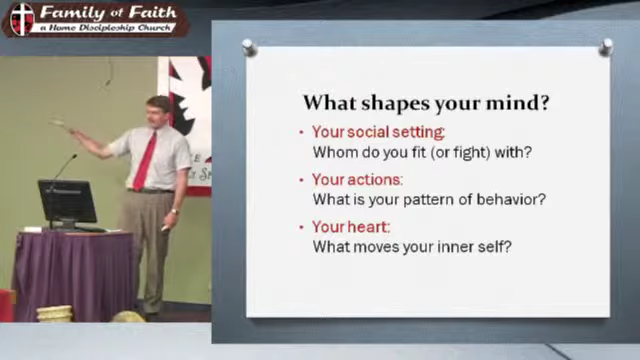 Family of Faith
a Home Discipleship Church
What shapes your mind?
• Your social setting:
Whom do you fit (or fight) with?
• Your actions:
What is your pattern of behavior?
• Your heart:
What moves your inner self?